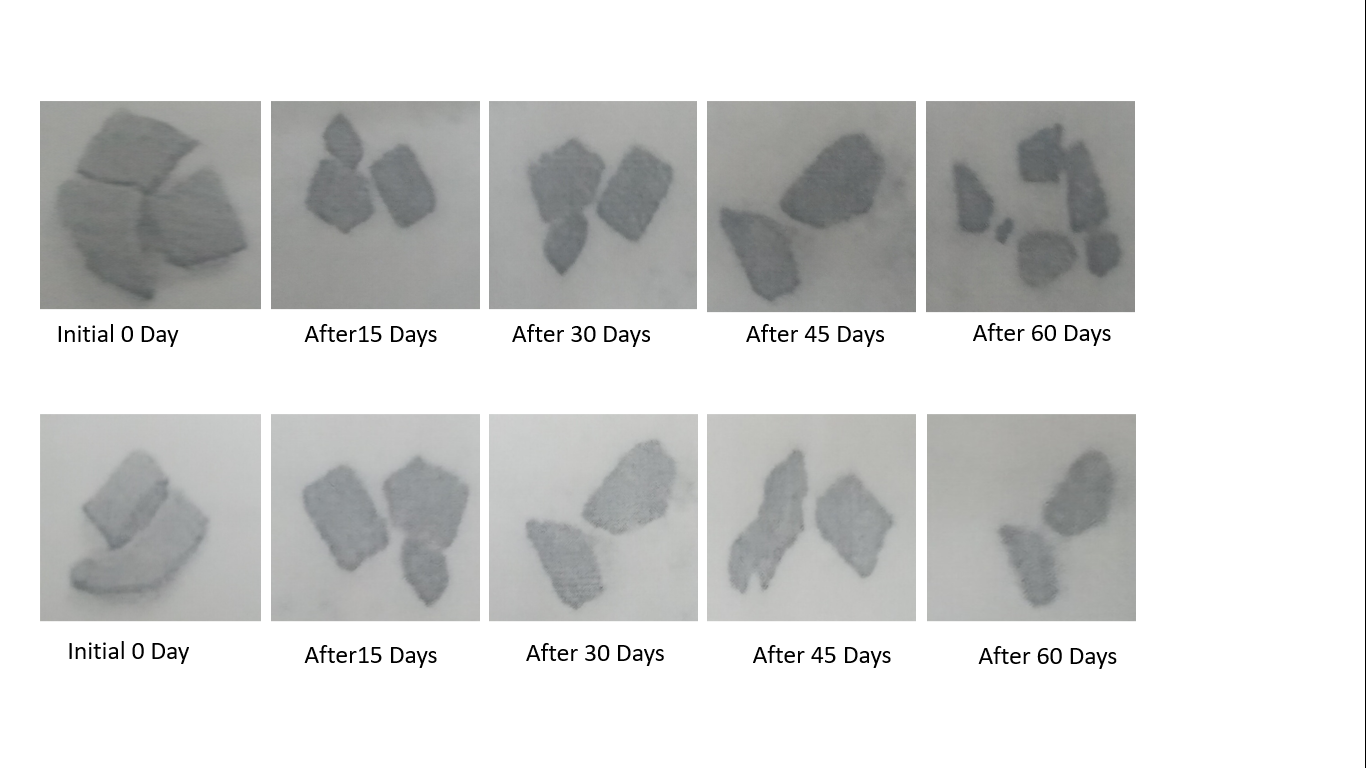 Initial 0 Day
After15 Days
After 30 Days
After 45 Days
After 60 Days
Initial 0 Day
After15 Days
After 30 Days
After 45 Days
After 60 Days